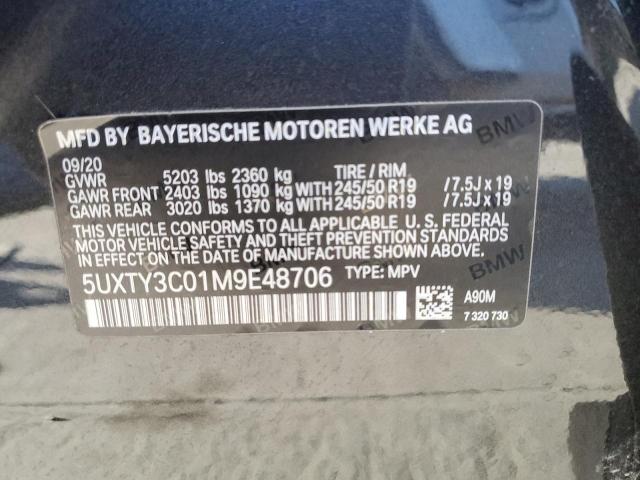 MFD BY BAYERISCHE MOTOREN WERKE AG
09/20
GVWR 5203 lbs 2360 kg TIRE / RIM
GAWR FRONT 2403 lbs 1090 kg WITH 245/50 R19 / 7.5J x 19
GAWR REAR 3020 lbs 1370 kg WITH 245/50 R19 / 7.5J x 19
THIS VEHICLE CONFORMS TO ALL APPLICABLE U. S. FEDERAL
MOTOR VEHICLE SAFETY AND THEFT PREVENTION STANDARDS
IN EFFECT ON THE DATE OF MANUFACTURE SHOWN ABOVE.
5UXTY3C01M9E48706 TYPE: MPV
A90M
7 320 730
BMW
BMW